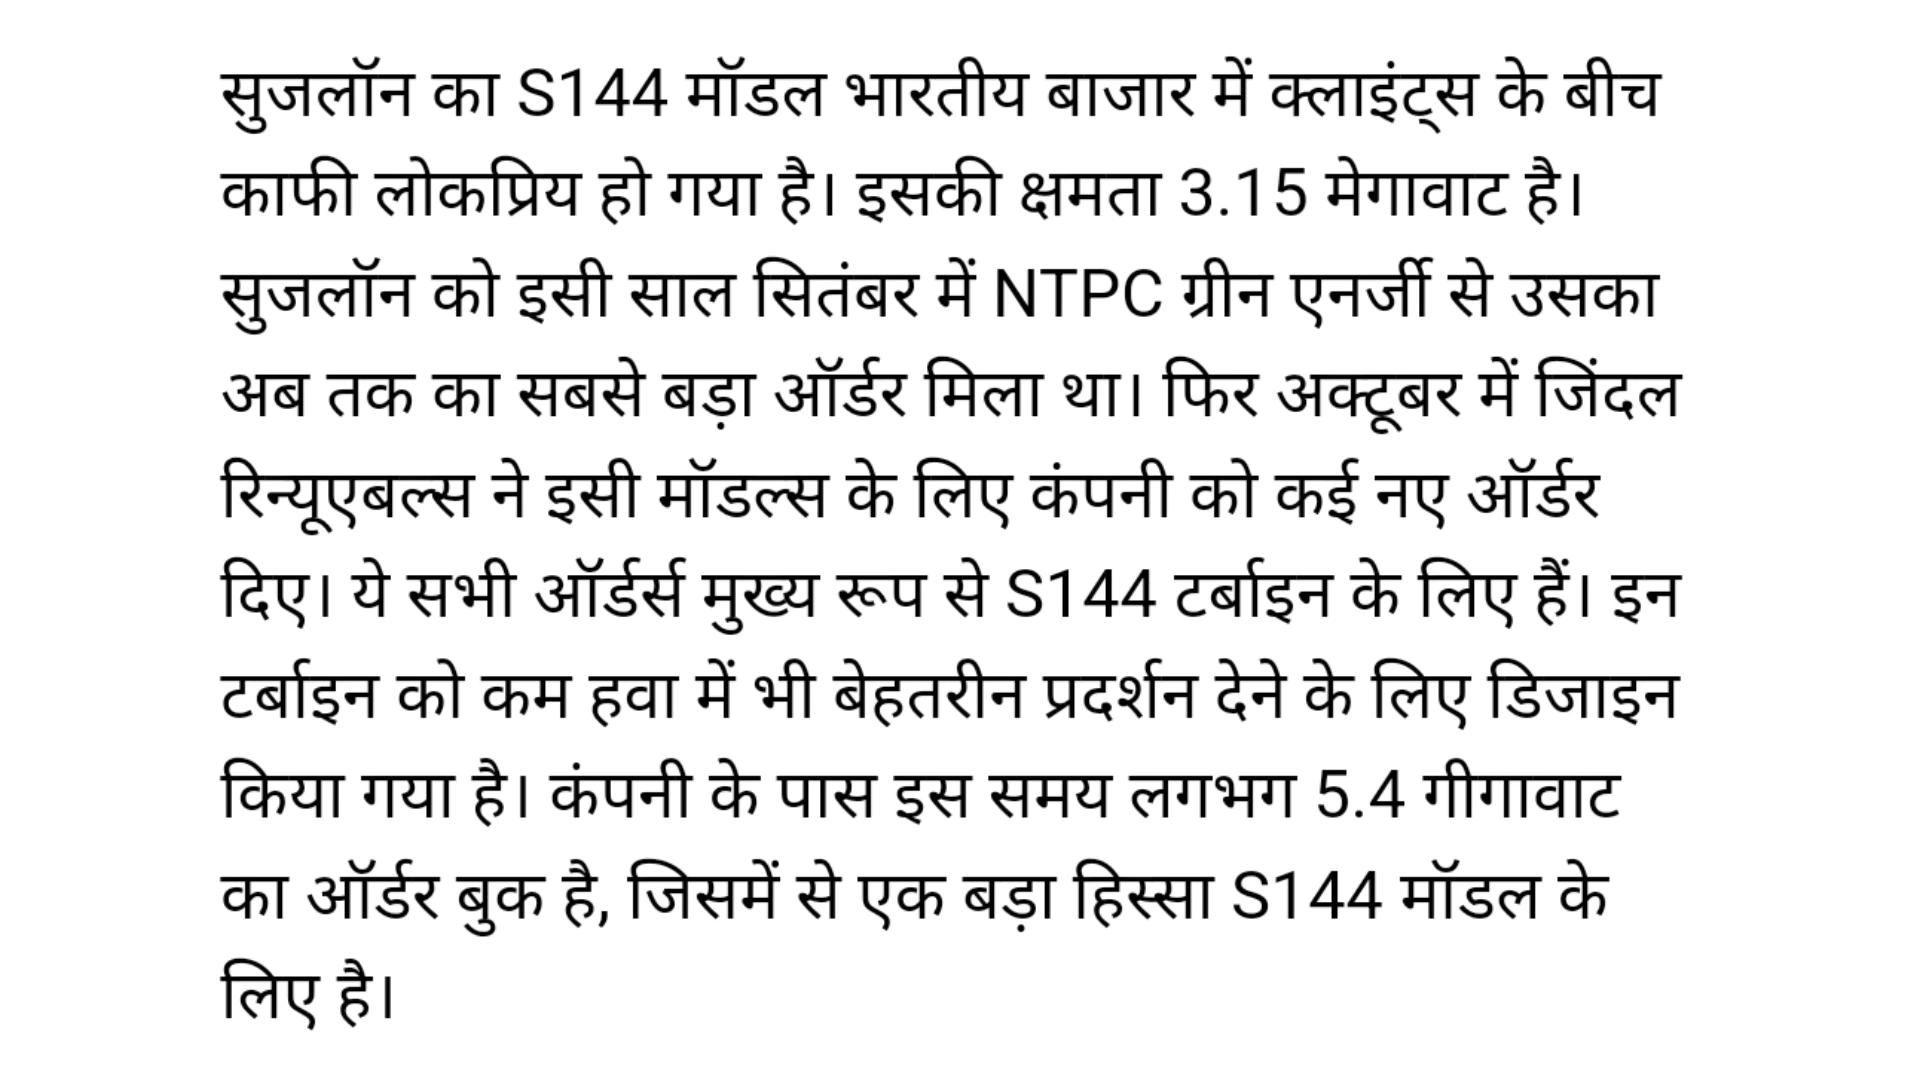 सुजलॉन का S144 मॉडल भारतीय बाजार में क्लाइंट्स के बीच
काफी लोकप्रिय हो गया है। इसकी क्षमता 3.15 मेगावाट है।
सुजलॉन को इसी साल सितंबर में NTPC ग्रीन एनर्जी से उसका
अब तक का सबसे बड़ा ऑर्डर मिला था। फिर अक्टूबर में जिंदल
रिन्यूएबल्स ने इसी मॉडल्स के लिए कंपनी को कई नए ऑर्डर
दिए। ये सभी ऑर्डर्स मुख्य रूप से S144 टर्बाइन के लिए हैं। इन
टर्बाइन को कम हवा में भी बेहतरीन प्रदर्शन देने के लिए डिजाइन
किया गया है। कंपनी के पास इस समय लगभग 5.4 गीगावाट
का ऑर्डर बुक है, जिसमें से एक बड़ा हिस्सा S144 मॉडल के
लिए है।